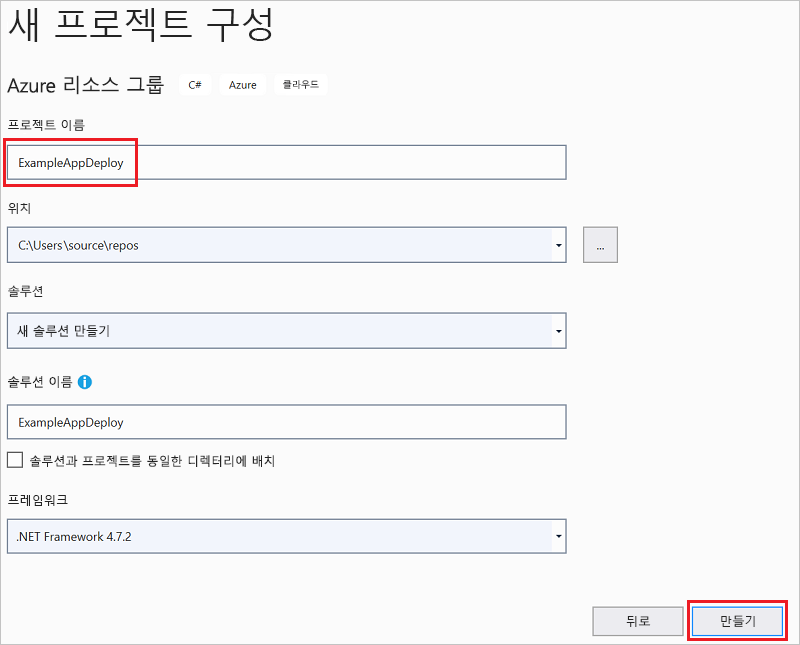 새 프로젝트 구성
Azure 리소스 그룹 C# Azure 클라우드
프로젝트 이름
ExampleAppDeploy
위치
C:\Users\source\repos
...
솔루션
새 솔루션 만들기
솔루션 이름
ExampleAppDeploy
솔루션과 프로젝트를 동일한 디렉터리에 배치
프레임워크
.NET Framework 4.7.2
뒤로 만들기